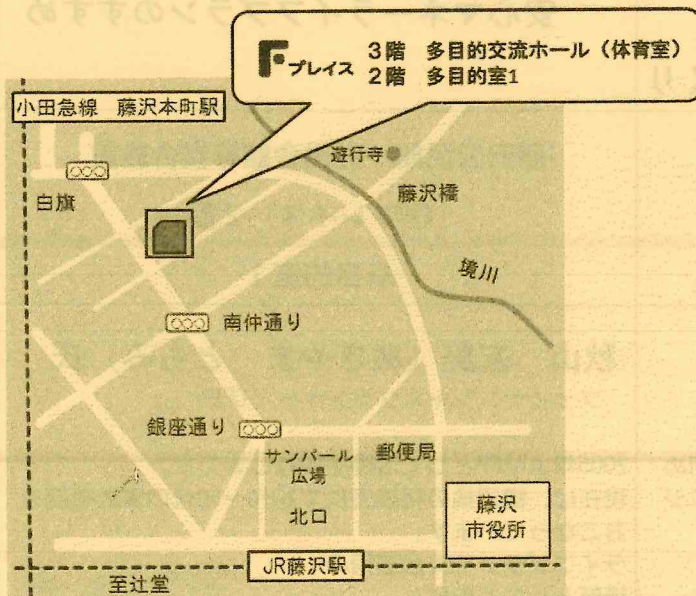 Fプレイス 3階 多目的交流ホール（体育室）
2階 多目的室1
小田急線 藤沢本町駅
遊行寺
白旗
藤沢橋
境川
南仲通り
銀座通り
サンパール
広場
郵便局
北口
藤沢
市役所
JR藤沢駅
至辻堂